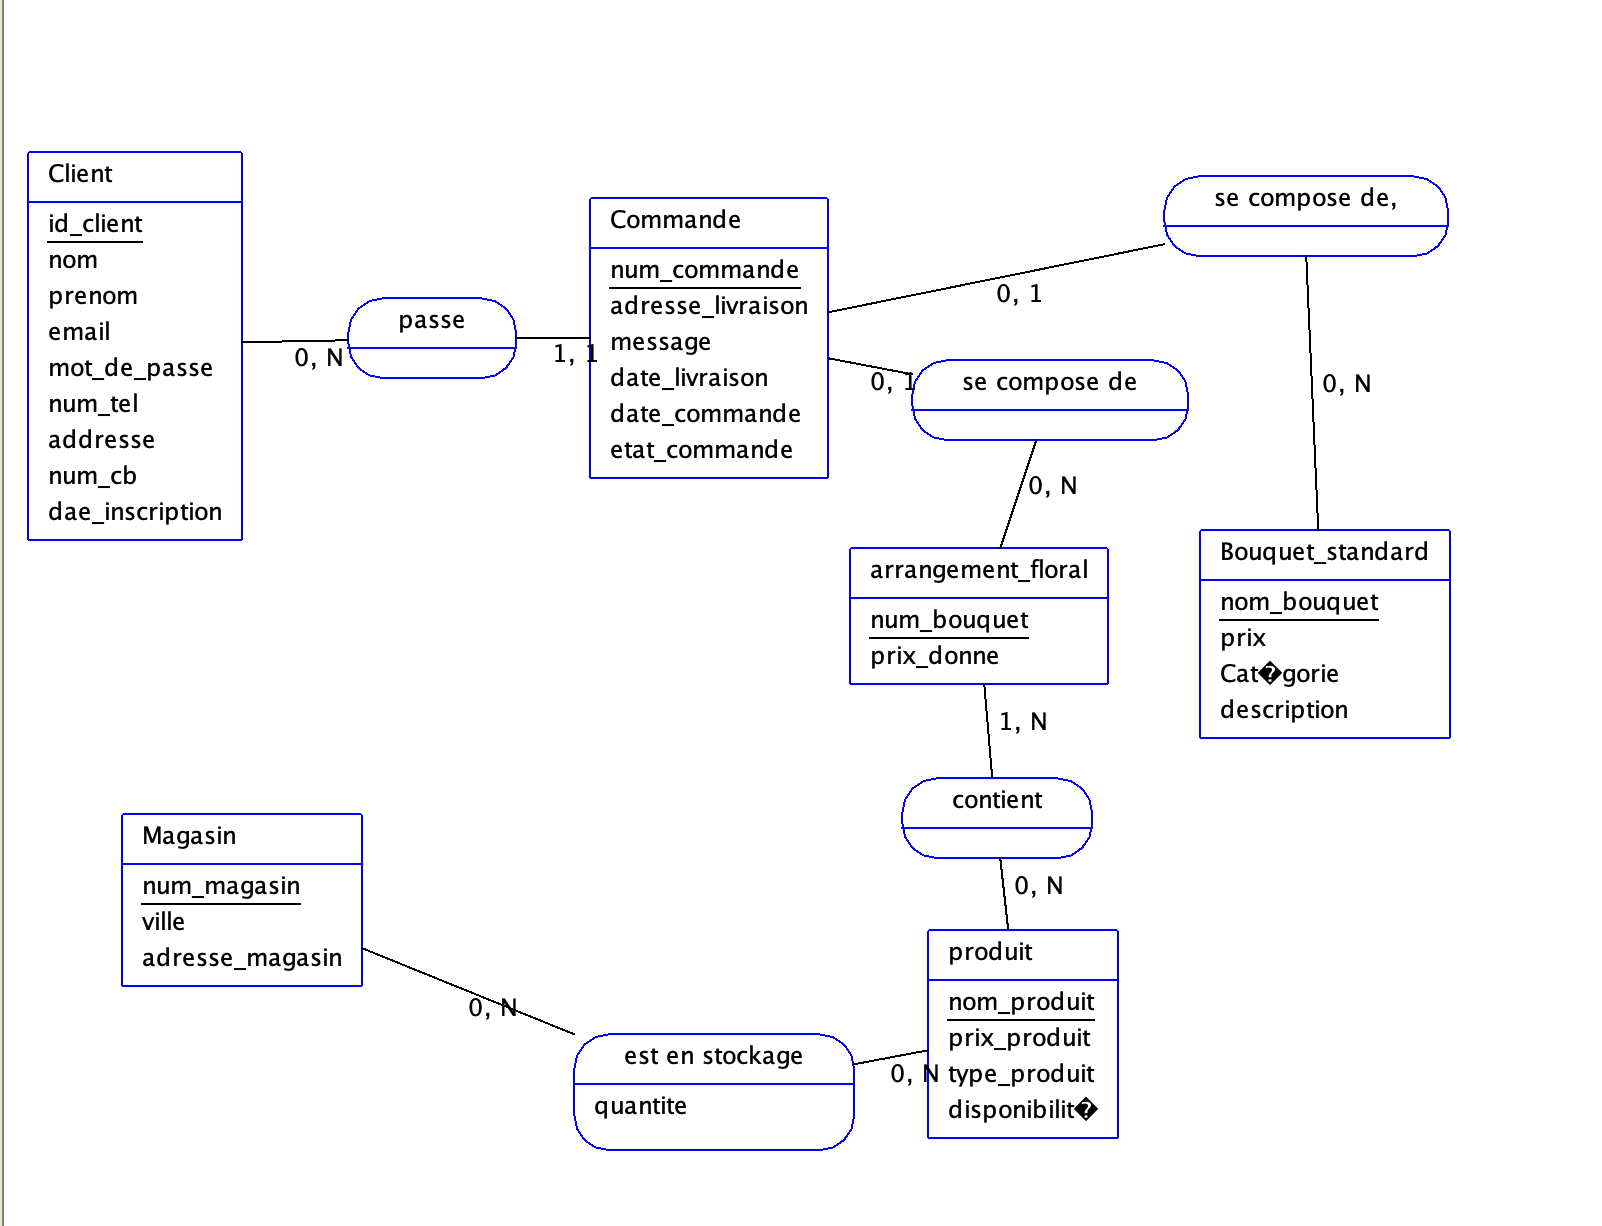 Client
id_client
nom
prenom
email
mot_de_passe
num_tel
addresse
num_cb
dae_inscription
0, N
passe
1, 1
Commande
num_commande
adresse_livraison
message
date_livraison
date_commande
etat_commande
0, 1
se compose de,
0, N
0, 1
se compose de
0, N
arrangement_floral
num_bouquet
prix_donne
Bouquet_standard
nom_bouquet
prix
Cat�gorie
description
1, N
contient
0, N
Magasin
num_magasin
ville
adresse_magasin
0, N
est en stockage
quantite
0, N
produit
nom_produit
prix_produit
type_produit
disponibilit�